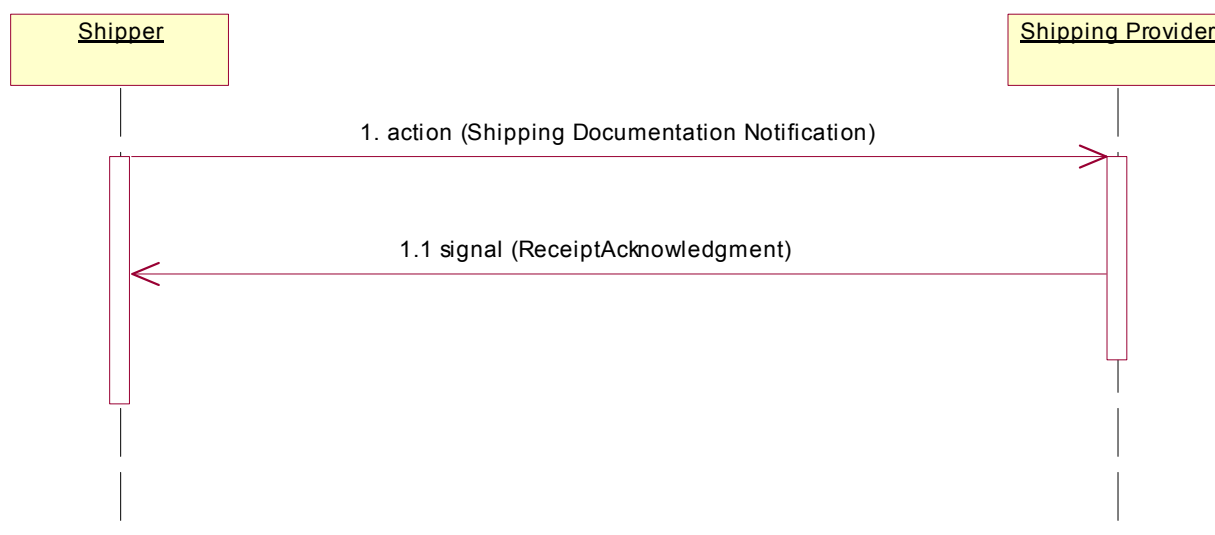 Shipper
Shipping Provider
1. action (Shipping Documentation Notification)
1.1 signal (ReceiptAcknowledgment)